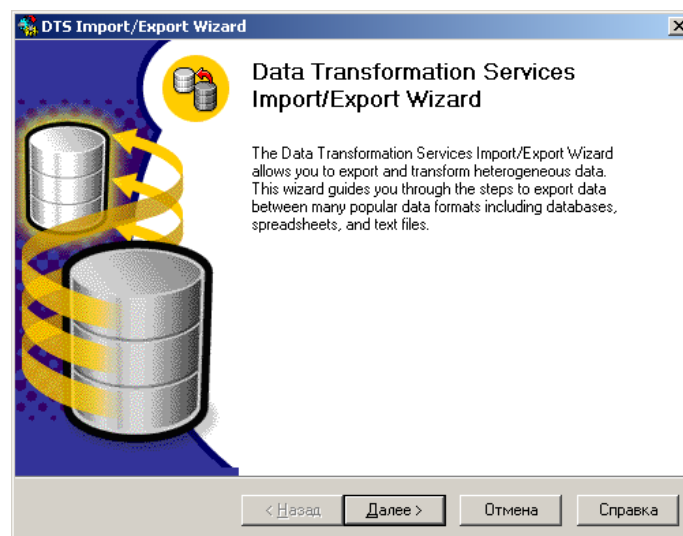 DTS Import/Export Wizard
Data Transformation Services
Import/Export Wizard
The Data Transformation Services Import/Export Wizard
allows you to export and transform heterogeneous data.
This wizard guides you through the steps to export data
between many popular data formats including databases,
spreadsheets, and text files.
< Назад Далее > Отмена Справка